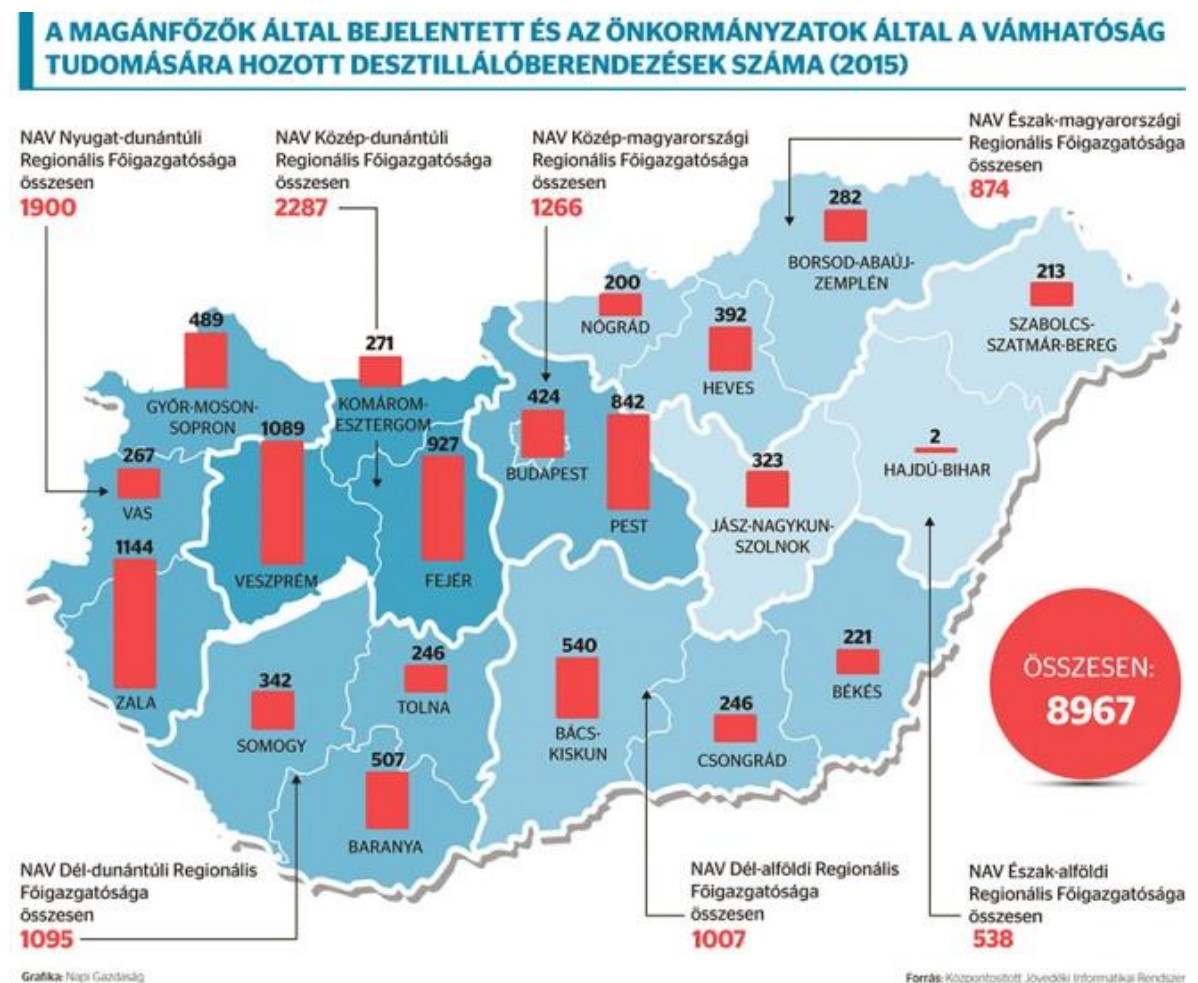 A MAGÁNFŐZŐK ÁLTAL BEJELENTETT ÉS AZ ÖNKORMÁNYZATOK ÁLTAL A VÁMHATÓSÁG
TUDOMÁSÁRA HOZOTT DESZTILLÁLÓBERENDEZÉSEK SZÁMA (2015)
NAV Nyugat-dunántúli
Regionális Főigazgatósága
összesen
1900
NAV Közép-dunántúli
Regionális Főigazgatósága
összesen
2287
NAV Közép-magyarországi
Regionális Főigazgatósága
összesen
1266
NAV Észak-magyarországi
Regionális Főigazgatósága
összesen
874
282
BORSOD-ABAÚJ-
ZEMPLÉN
213
SZABOLCS-
SZATMÁR-BEREG
200
NÓGRÁD
392
HEVES
489
GYŐR-MOSON-
SOPRON
271
KOMÁROM-
ESZTERGOM
424
BUDAPEST
842
PEST
1089
VESZPRÉM
927
FEJÉR
267
VAS
323
JÁSZ-NAGYKUN-
SZOLNOK
2
HAJDÚ-BIHAR
1144
ZALA
342
SOMOGY
246
TOLNA
540
BÁCS-
KISKUN
246
CSONGRÁD
221
BÉKÉS
507
BARANYA
ÖSSZESEN:
8967
NAV Dél-dunántúli Regionális
Főigazgatósága
összesen
1095
NAV Dél-alföldi Regionális
Főigazgatósága
összesen
1007
NAV Észak-alföldi
Regionális Főigazgatósága
összesen
538
Grafika: Napi Gazdaság
Forrás: Központosított Jövedéki Informatikai Rendszer